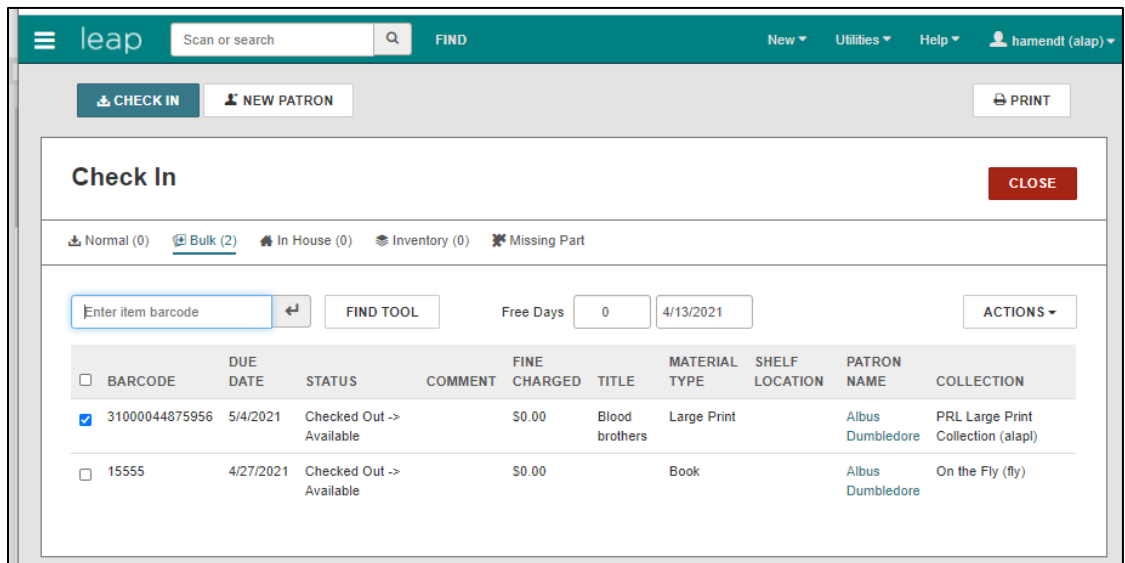 leap Scan or search FIND New Utilities Help hamendt (alap)
CHECK IN NEW PATRON PRINT
Check In
CLOSE
Normal (0) Bulk (2) In House (0) Inventory (0) Missing Part
Enter item barcode FIND TOOL Free Days 0 4/13/2021 ACTIONS
BARCODE DUE DATE STATUS COMMENT FINE CHARGED TITLE MATERIAL TYPE SHELF LOCATION PATRON NAME COLLECTION
31000044875956 5/4/2021 Checked Out -> $0.00 Blood Large Print Albus PRL Large Print
Available brothers Dumbledore Collection (alapl)
15555 4/27/2021 Checked Out -> $0.00 Book Albus On the Fly (fly)
Available Dumbledore